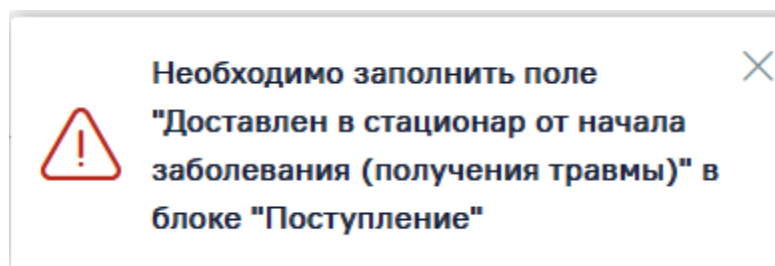 Необходимо заполнить поле
"Доставлен в стационар от начала
заболевания (получения травмы)" в
блоке "Поступление"